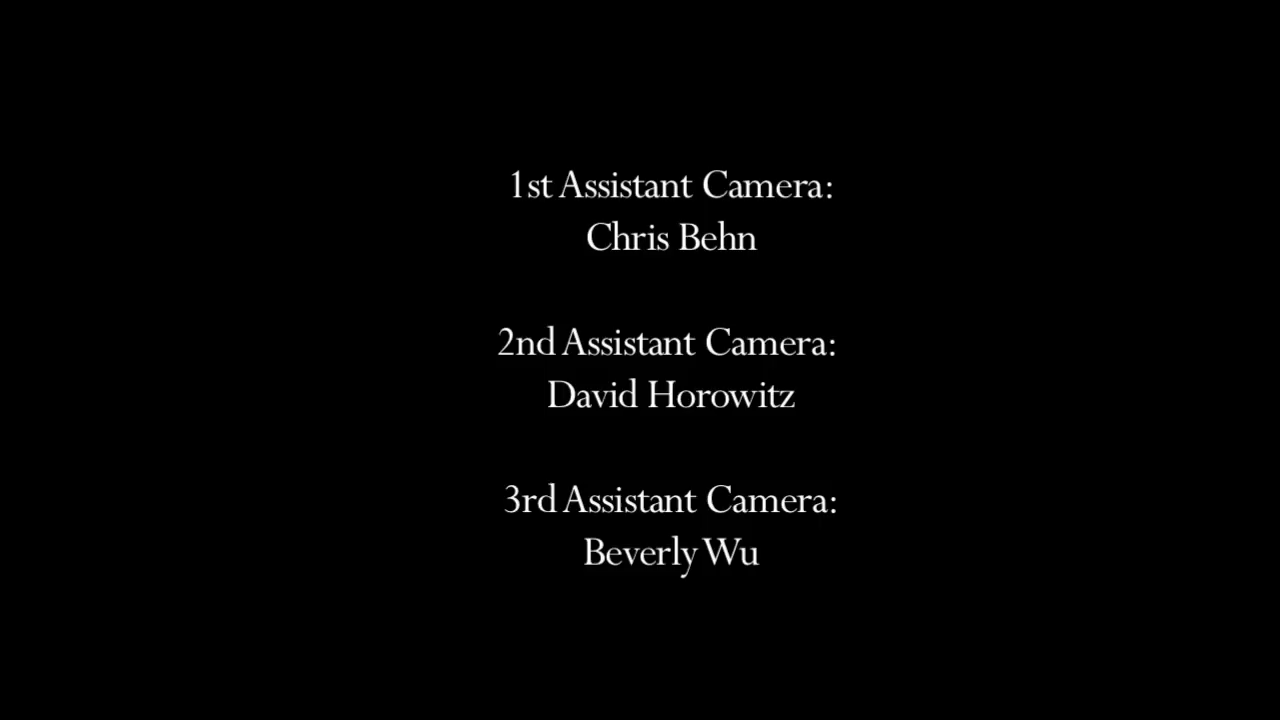 1st Assistant Camera:
Chris Behn
2nd Assistant Camera:
David Horowitz
3rd Assistant Camera:
Beverly Wu